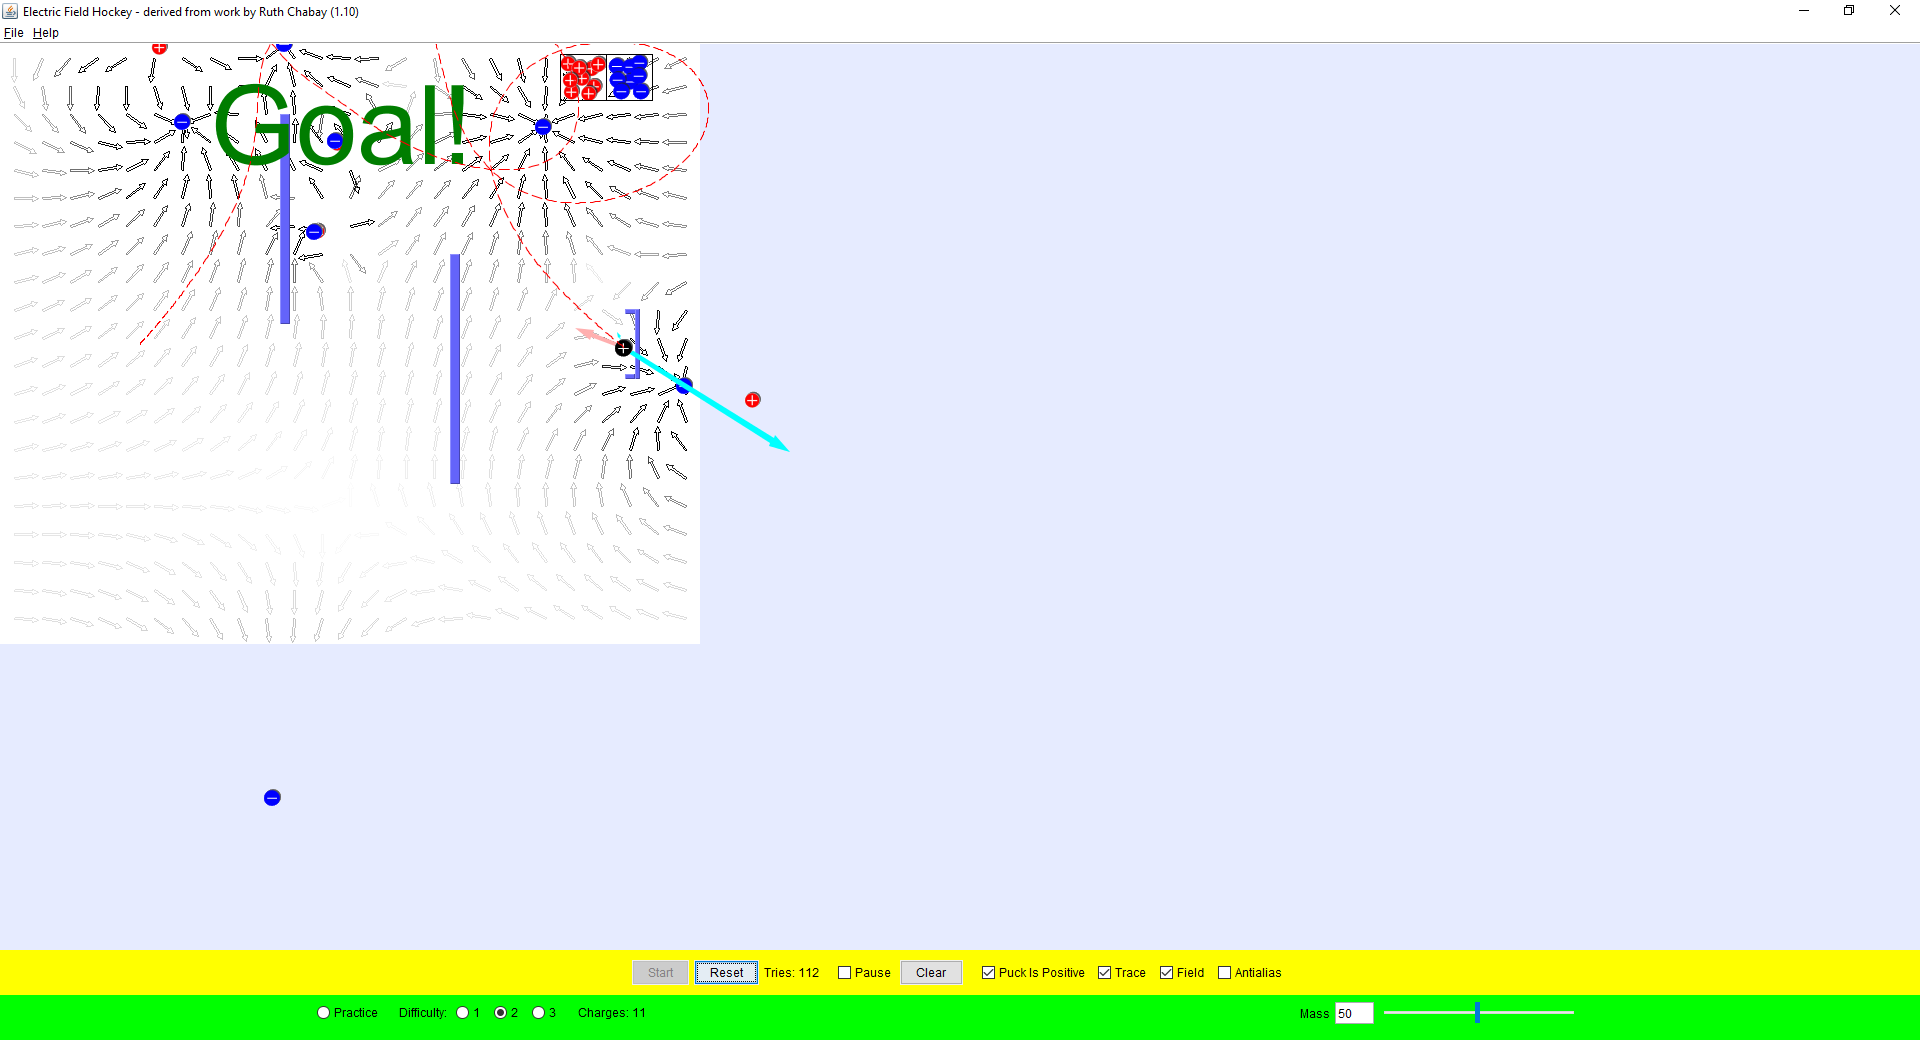 Electric Field Hockey - derived from work by Ruth Chabay (1.10)
File Help
Goal!
Start Reset Tries: 112 Pause Clear Puck Is Positive Trace Field Antialias
Practice Difficulty: 1 2 3 Charges: 11 Mass 50